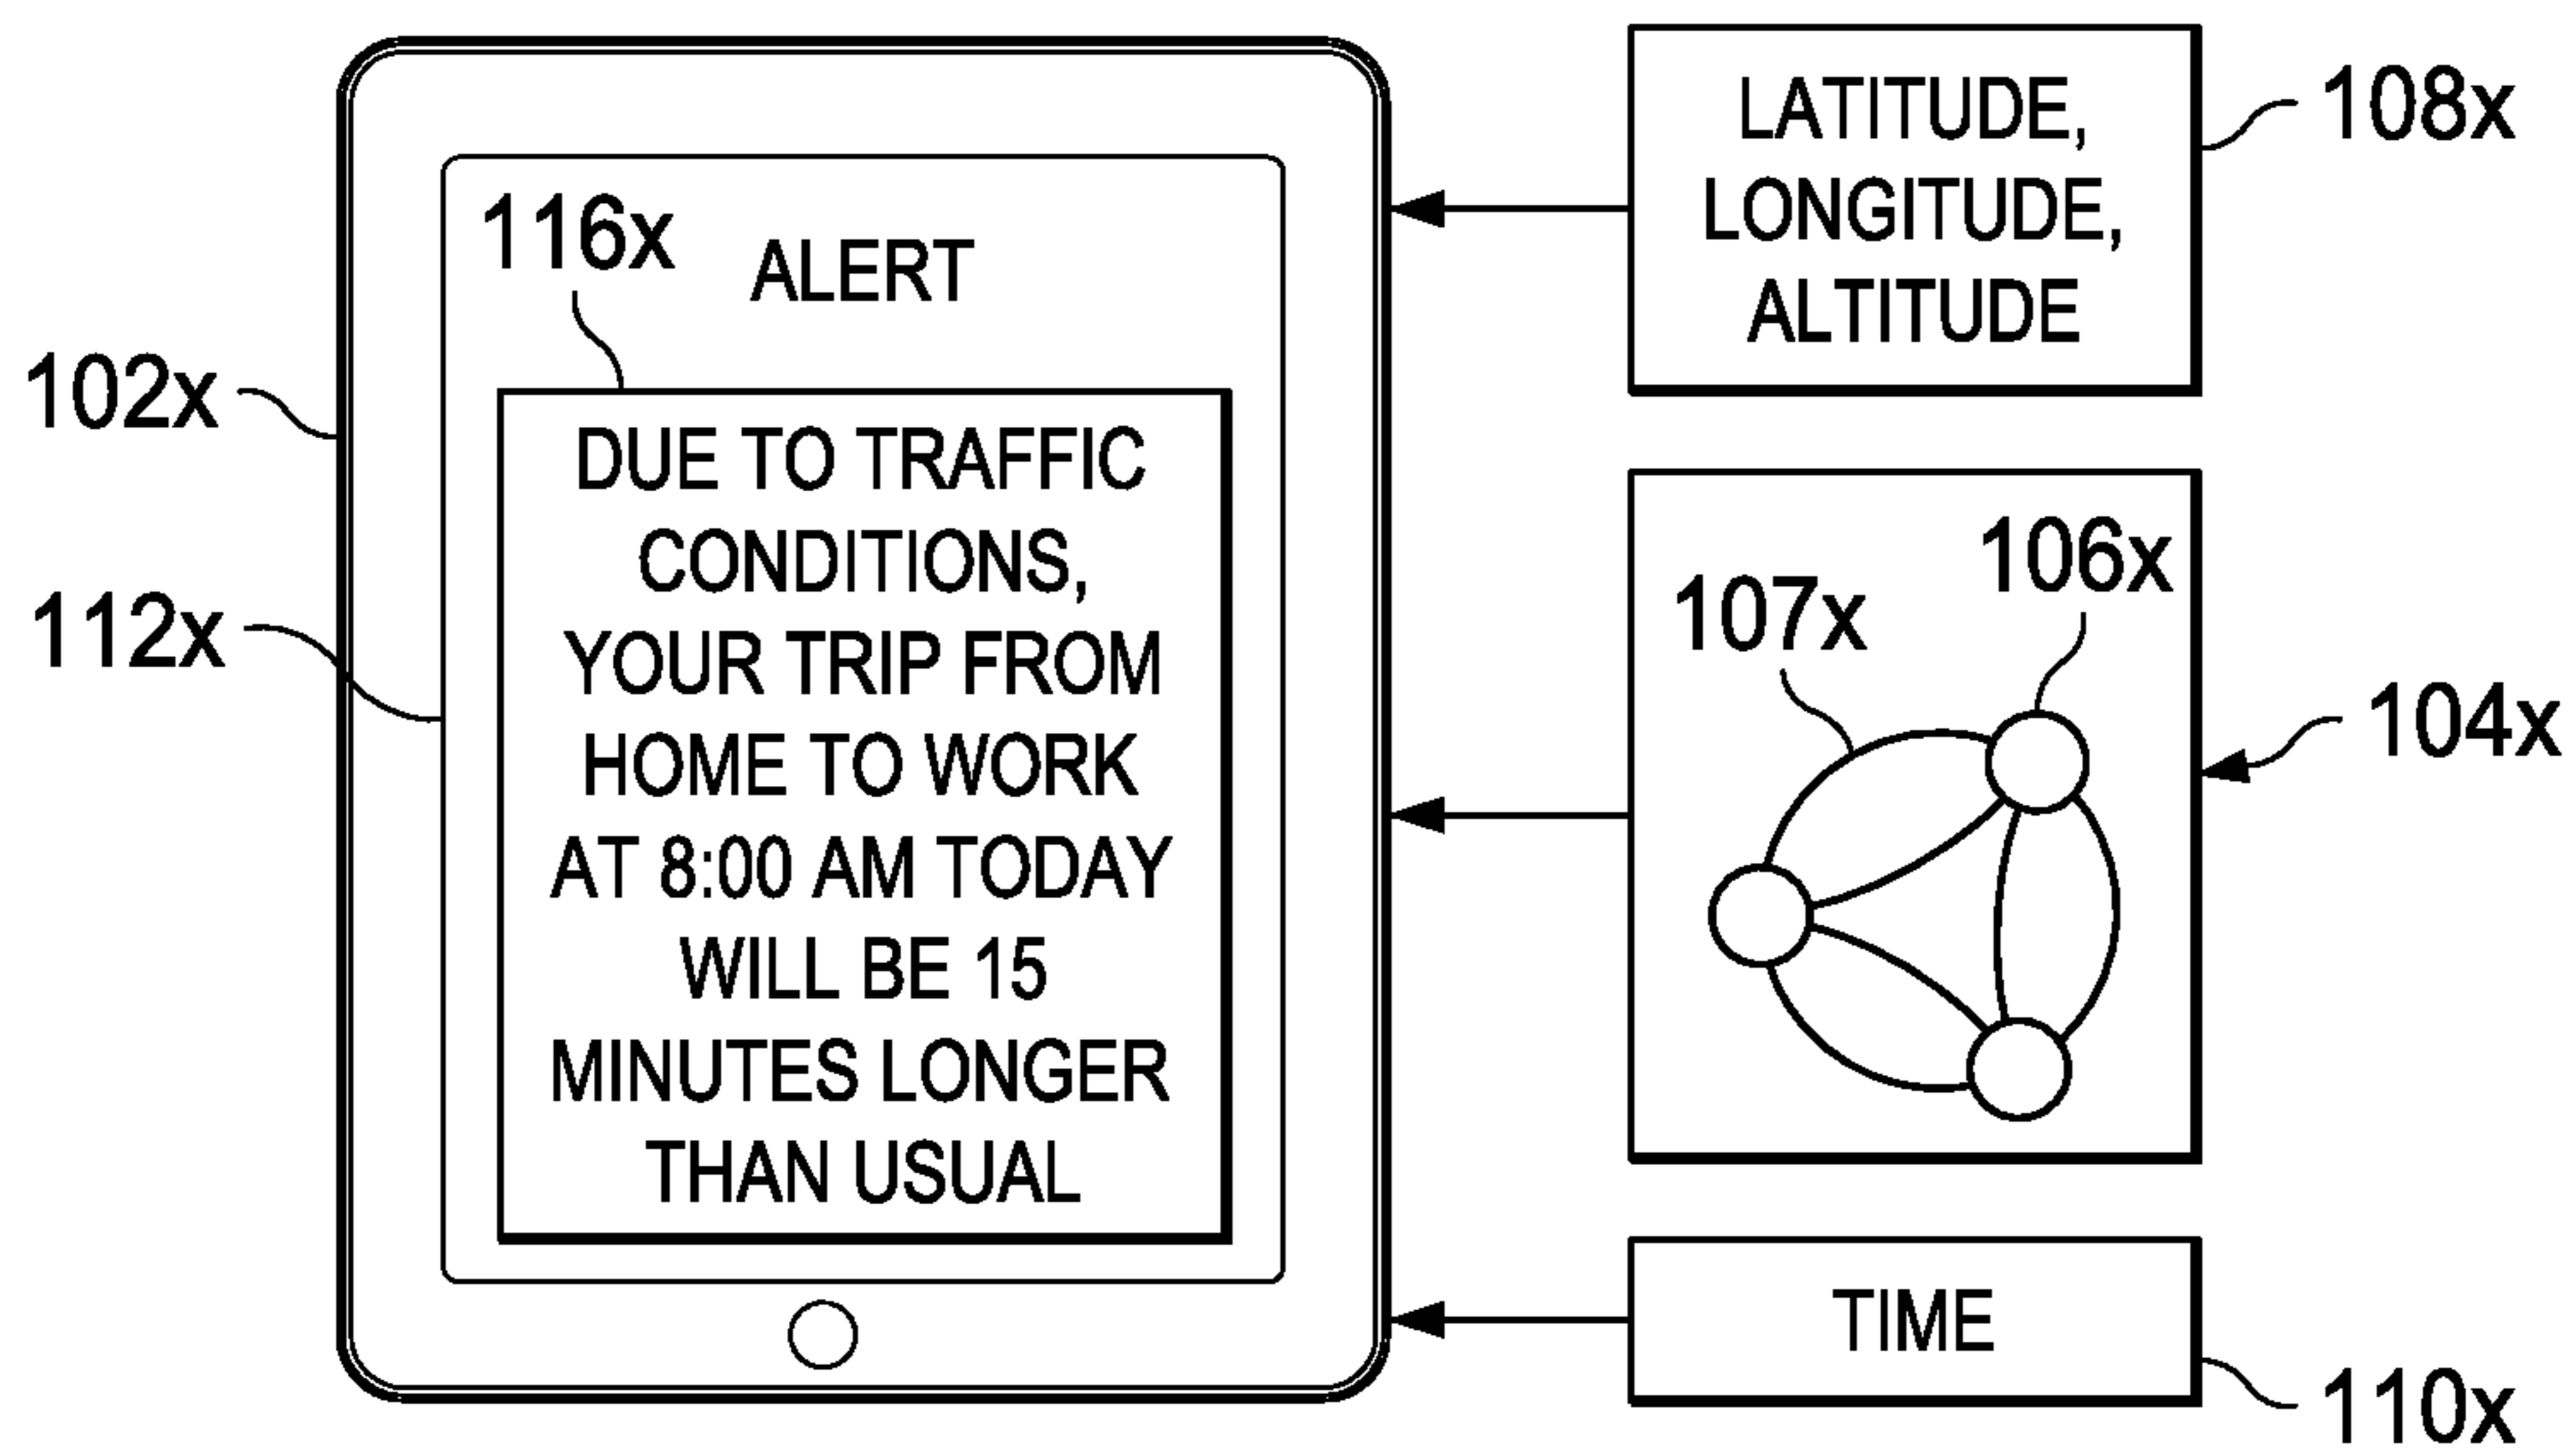 102x
112x
116x
ALERT
DUE TO TRAFFIC
CONDITIONS,
YOUR TRIP FROM
HOME TO WORK
AT 8:00 AM TODAY
WILL BE 15
MINUTES LONGER
THAN USUAL
LATITUDE,
LONGITUDE,
ALTITUDE
108x
106x
107x
104x
TIME
110x